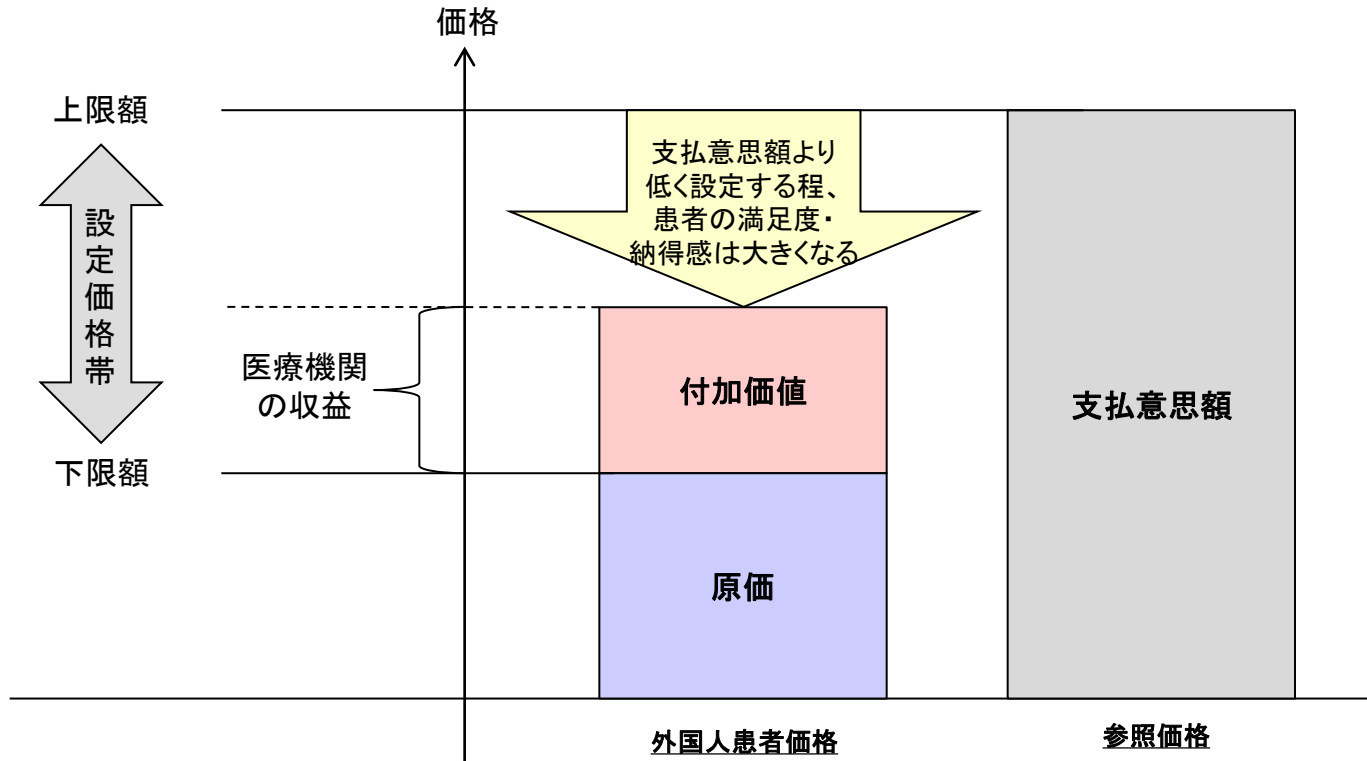 価格
上限額
設定価格帯
下限額
支払意思額より
低く設定する程、
患者の満足度・
納得感は大きくなる
医療機関
の収益
付加価値
原価
支払意思額
外国人患者価格
参照価格